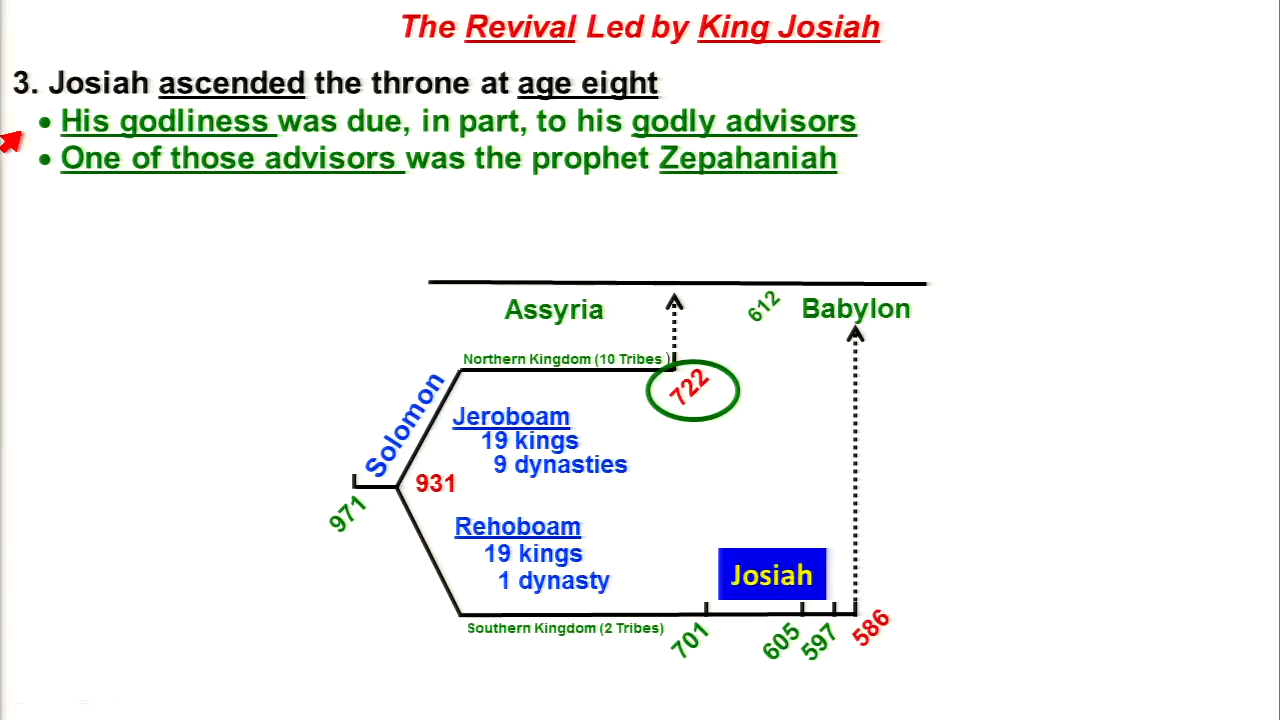 The Revival Led by King Josiah
3. Josiah ascended the throne at age eight
• His godliness was due, in part, to his godly advisors
• One of those advisors was the prophet Zepahaniah
Assyria
612
Babylon
Northern Kingdom (10 Tribes )
722
Solomon
Jeroboam
19 kings
9 dynasties
971
931
Rehoboam
19 kings
1 dynasty
Josiah
Southern Kingdom (2 Tribes)
701
605
597
586